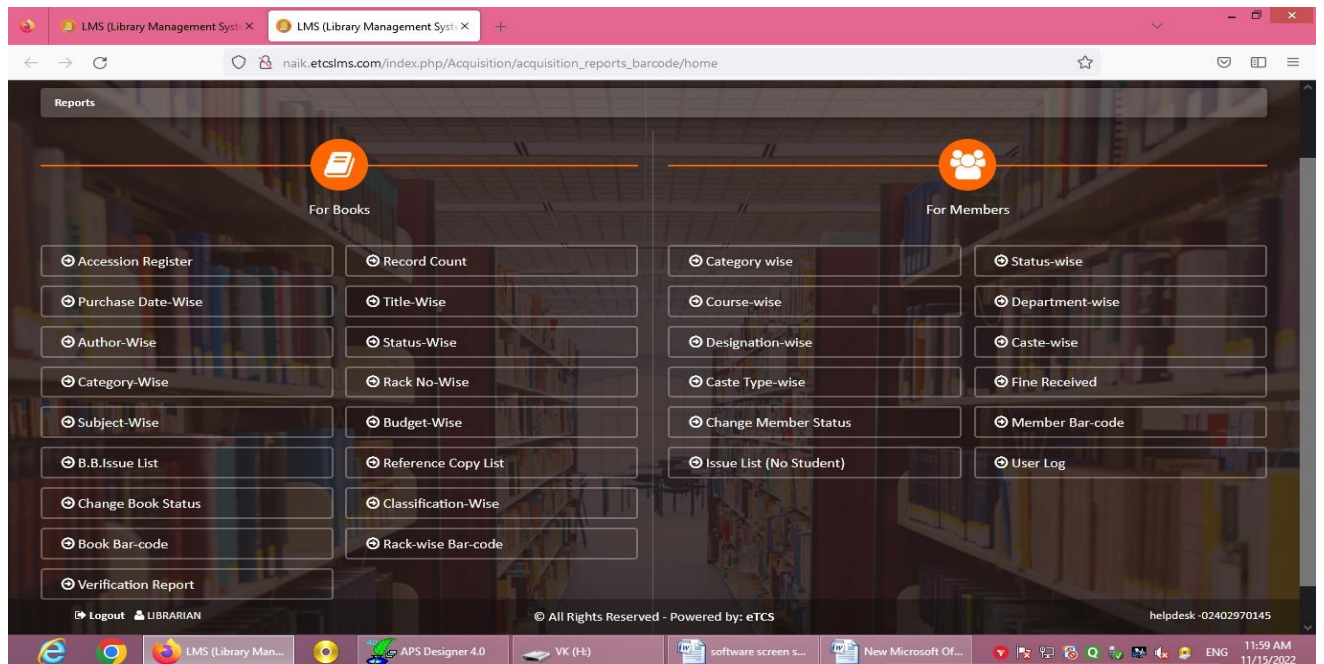 LMS (Library Management Syst
LMS (Library Management Syst
naik.etcslms.com/index.php/Acquisition/acquisition_reports_barcode/home
Reports
For Books
For Members
Accession Register
Record Count
Category wise
Status-wise
Purchase Date-Wise
Title-Wise
Course-wise
Department-wise
Author-Wise
Status-Wise
Designation-wise
Caste-wise
Category-Wise
Rack No-Wise
Caste Type-wise
Fine Received
Subject-Wise
Budget-Wise
Change Member Status
Member Bar-code
B.B.Issue List
Reference Copy List
Issue List (No Student)
User Log
Change Book Status
Classification-Wise
Book Bar-code
Rack-wise Bar-code
Verification Report
Logout LIBRARIAN
© All Rights Reserved - Powered by: eTCS
helpdesk -02402970145
LMS (Library Man...
APS Designer 4.0
VK (H:)
software screen s...
New Microsoft Of...
ENG
11:59 AM
11/15/2022